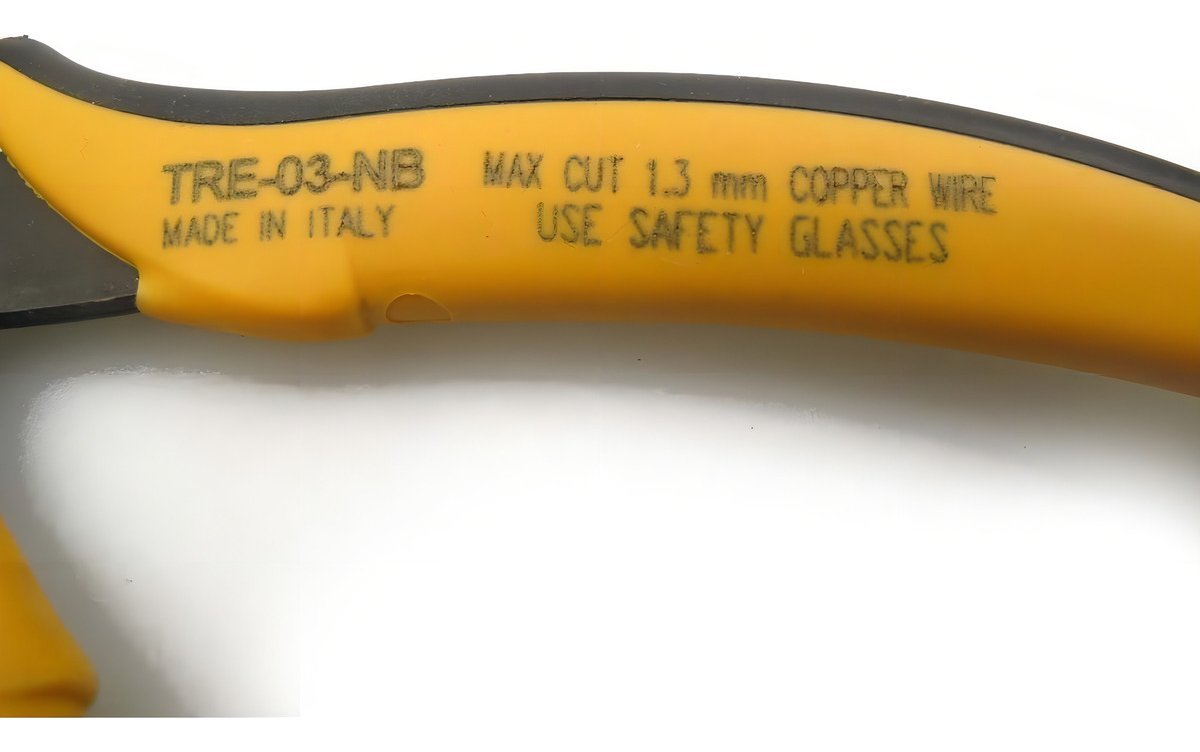 TRE-03-NB
MADE IN ITALY
MAX CUT 1.3 mm COPPER WIRE
USE SAFETY GLASSES